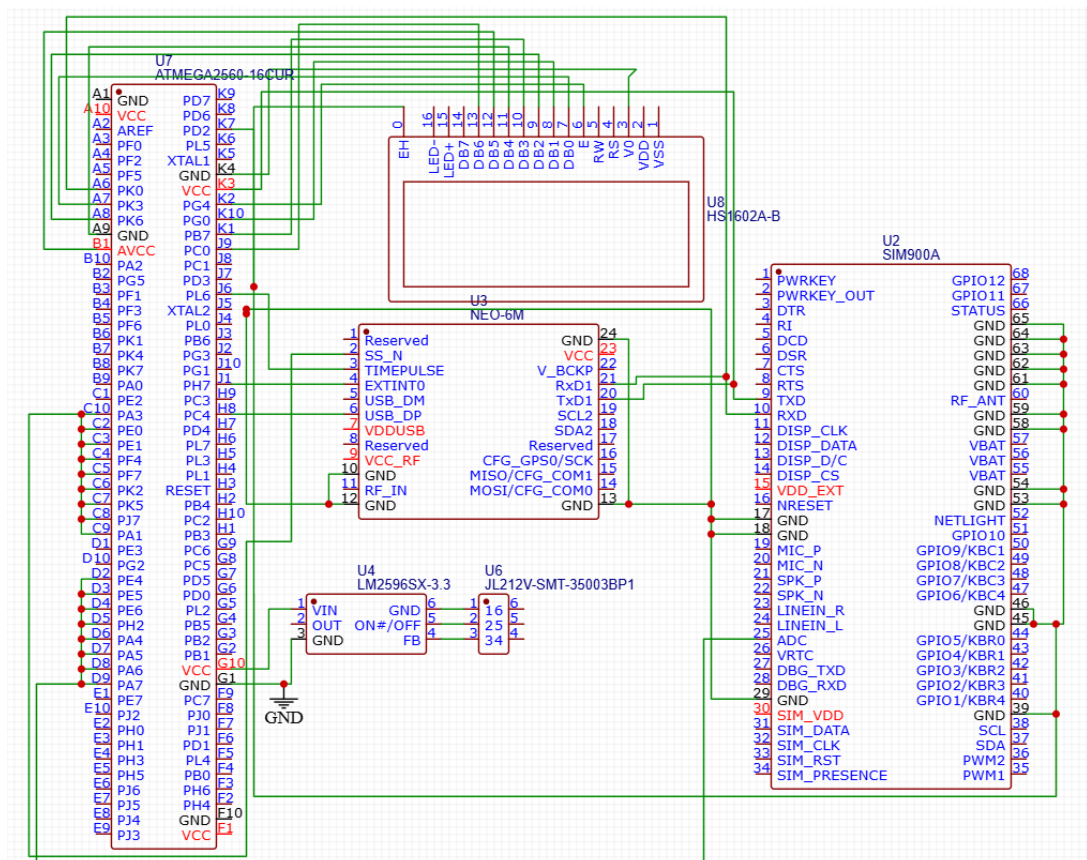 U7
ATMEGA2560-16CUR
A1 GND PD7 K9
A10 VCC PD6 K8
A2 AREF PD2 K7
A3 PF0 PL5 K6
A4 PF2 XTAL1 K5
A5 PF5 GND K4
A6 PK0 VCC K3
A7 PK3 PG4 K2
A8 PK6 PG0 K10
A9 GND PB7 K1
B1 AVCC PC0 J9
B10 PA2 PC1 J8
B2 PG5 PD3 J7
B3 PF1 PL6 J6
B4 PF3 XTAL2 J5
B5 PF6 PL0 J4
B6 PK1 PB6 J3
B7 PK4 PG3 J2
B8 PK7 PG1 J10
B9 PA0 PH7 J1
C1 PE2 PC3 H9
C10 PA3 PC4 H8
C2 PE0 PD4 H7
C3 PE1 PL7 H6
C4 PF4 PL3 H5
C5 PF7 PL1 H4
C6 PK2 RESET H3
C7 PK5 PB4 H2
C8 PJ7 PC2 H10
C9 PA1 PB3 H1
D1 PE3 PC6 G9
D10 PG2 PC5 G8
D2 PE4 PD5 G7
D3 PE5 PD0 G6
D4 PE6 PL2 G5
D5 PH2 PB5 G4
D6 PA4 PB2 G3
D7 PA5 PB1 G2
D8 PA6 VCC G10
D9 PA7 GND G1
E1 PE7 PC7 F9
E10 PJ2 PJ0 F8
E2 PH0 PJ1 F7
E3 PH1 PD1 F6
E4 PH3 PL4 F5
E5 PH5 PB0 F4
E6 PJ6 PH6 F3
E7 PJ5 PH4 F2
E8 PJ4 GND F10
E9 PJ3 VCC F1
0 16 15 14 13 12 11 10 9 8 7 6 5 4 3 2 1
EH LED- LED+ DB7 DB6 DB5 DB4 DB3 DB2 DB1 DB0 E RW RS V0 VDD VSS
U8
HS1602A-B
U3
NEO-6M
1 Reserved GND 24
2 SS_N VCC 23
3 TIMEPULSE V_BCKP 22
4 EXTINT0 RxD1 21
5 USB_DM TxD1 20
6 USB_DP SCL2 19
7 VDDUSB SDA2 18
8 Reserved Reserved 17
9 VCC_RF CFG_GPS0/SCK 16
10 GND MISO/CFG_COM1 15
11 RF_IN MOSI/CFG_COM0 14
12 GND GND 13
U4
LM2596SX-3.3
1 VIN GND 6
2 OUT ON#/OFF 5
3 GND FB 4
U6
JL212V-SMT-35003BP1
1 16 6
2 25 5
3 34 4
GND
U2
SIM900A
1 PWRKEY GPIO12 68
2 PWRKEY_OUT GPIO11 67
3 DTR STATUS 66
4 RI GND 65
5 DCD GND 64
6 DSR GND 63
7 CTS GND 62
8 RTS GND 61
9 TXD RF_ANT 60
10 RXD GND 59
11 DISP_CLK GND 58
12 DISP_DATA VBAT 57
13 DISP_D/C VBAT 56
14 DISP_CS VBAT 55
15 VDD_EXT GND 54
16 NRESET GND 53
17 GND NETLIGHT 52
18 GND GPIO10 51
19 MIC_P GPIO9/KBC1 50
20 MIC_N GPIO8/KBC2 49
21 SPK_P GPIO7/KBC3 48
22 SPK_N GPIO6/KBC4 47
23 LINEIN_R GND 46
24 LINEIN_L GND 45
25 ADC GPIO5/KBR0 44
26 VRTC GPIO4/KBR1 43
27 DBG_TXD GPIO3/KBR2 42
28 DBG_RXD GPIO2/KBR3 41
29 GND GPIO1/KBR4 40
30 SIM_VDD GND 39
31 SIM_DATA SCL 38
32 SIM_CLK SDA 37
33 SIM_RST PWM2 36
34 SIM_PRESENCE PWM1 35